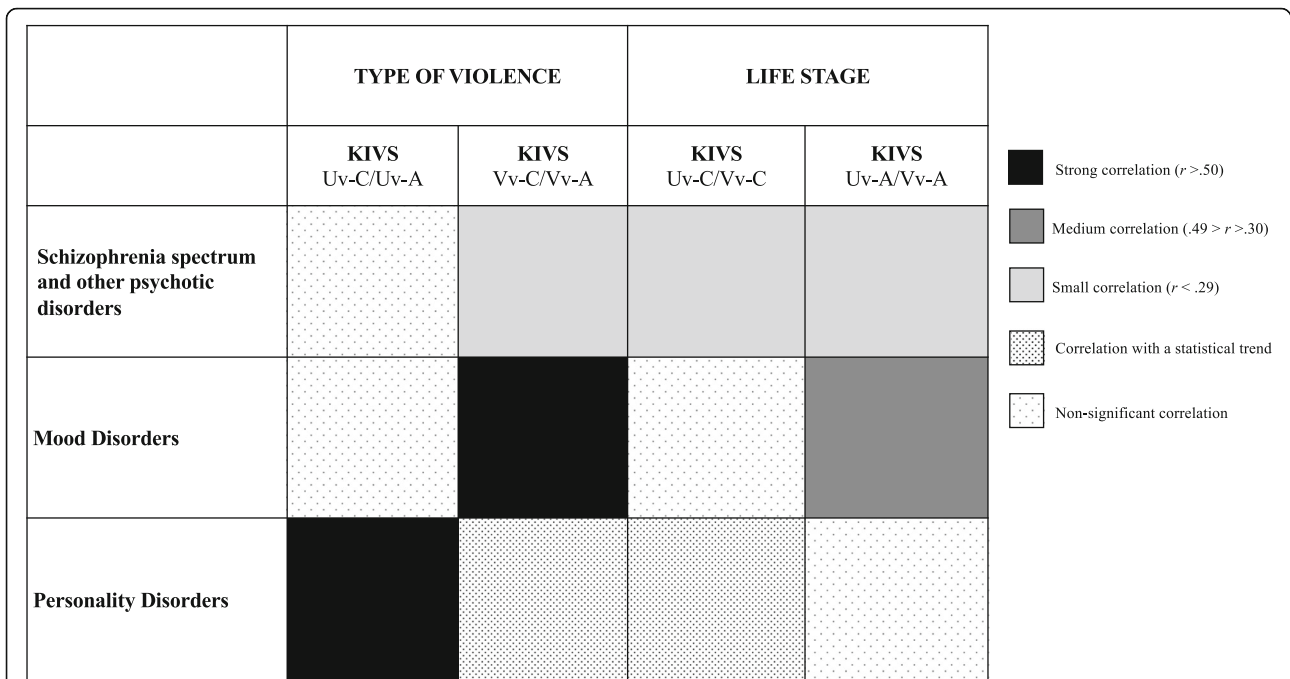 TYPE OF VIOLENCE
LIFE STAGE
KIVS
Uv-C/Uv-A
KIVS
Vv-C/Vv-A
KIVS
Uv-C/Vv-C
KIVS
Uv-A/Vv-A
Schizophrenia spectrum
and other psychotic
disorders
Mood Disorders
Personality Disorders
Strong correlation (r >.50)
Medium correlation (.49 > r >.30)
Small correlation (r < .29)
Correlation with a statistical trend
Non-significant correlation